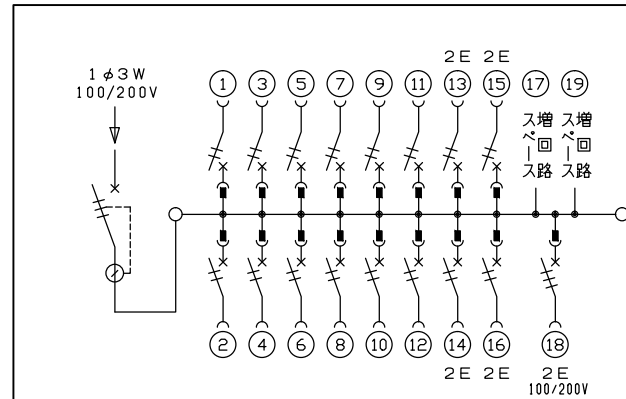 2E 2E
1φ3W
100/200V
① ③ ⑤ ⑦ ⑨ ⑪ ⑬ ⑮ ⑰ ⑲
増回路
スペース
増回路
スペース
② ④ ⑥ ⑧ ⑩ ⑫ ⑭ ⑯ ⑱
2E 2E 2E
100/200V